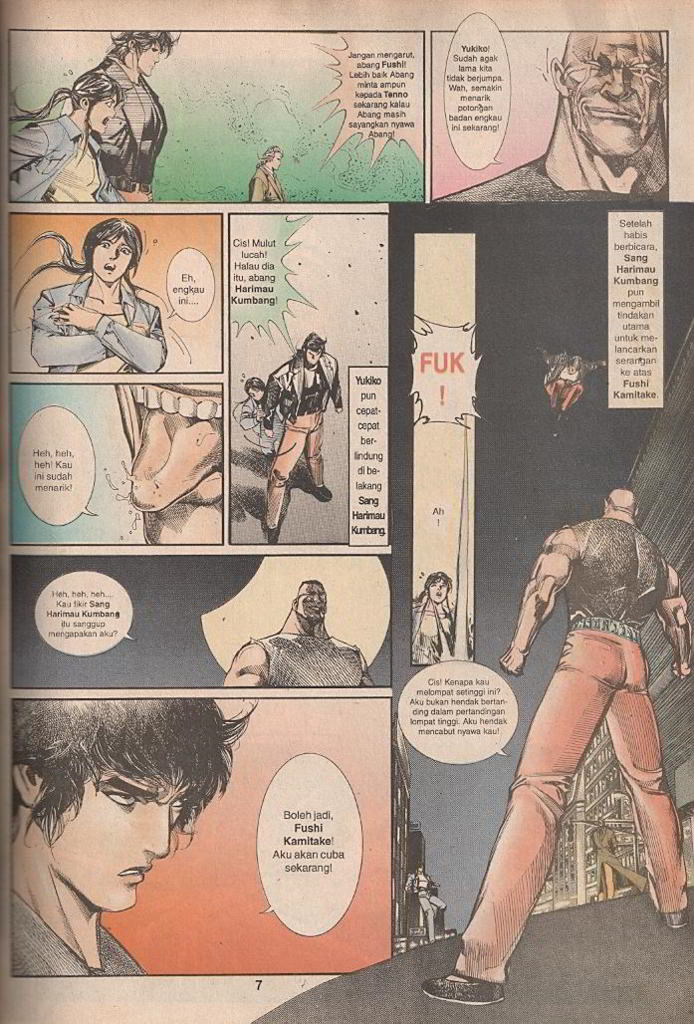 Jangan mengarut,
abang Fushi!
Lebih baik Abang
minta ampun
kepada Tenno
sekarang kalau
Abang masih
sayangkan nyawa
Abang!
Yukiko!
Sudah agak
lama kita
tidak berjumpa.
Wah, semakin
menarik
potongan
badan engkau
ini sekarang!
Eh,
engkau
ini....
Cis! Mulut
lucah!
Halau dia
itu, abang
Harimau
Kumbang!
Yukiko
pun
cepat-
cepat
ber-
lindung
di be-
lakang
Sang
Harimau
Kumbang.
Heh, heh,
heh! Kau
ini sudah
menarik!
Setelah
habis
berbicara,
Sang
Harimau
Kumbang
pun
mengambil
tindakan
utama
untuk me-
lancarkan
serangan
ke atas
Fushi
Kamitake.
FUK
!
Ah
!
Heh, heh, heh....
Kau fikir Sang
Harimau Kumbang
itu sanggup
mengapakan aku?
Cis! Kenapa kau
melompat setinggi ini?
Aku bukan hendak bertan-
ding dalam pertandingan
lompat tinggi. Aku hendak
mencabut nyawa kau!
Boleh jadi,
Fushi
Kamitake!
Aku akan cuba
sekarang!
7